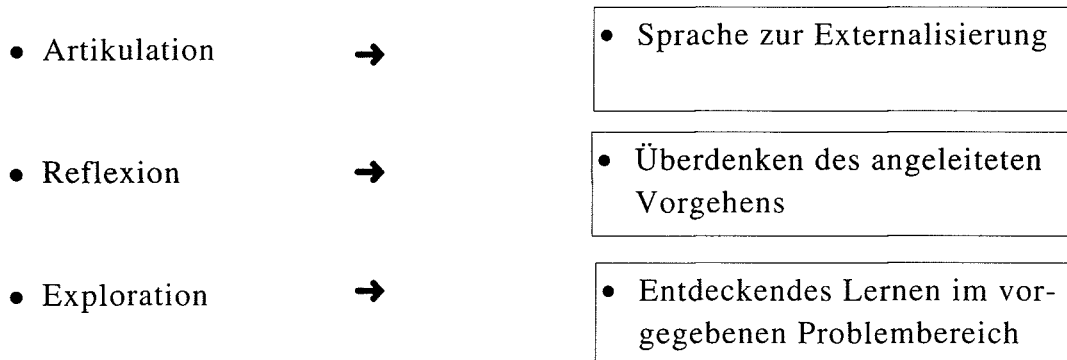 • Artikulation → • Sprache zur Externalisierung
• Reflexion → • Überdenken des angeleiteten
Vorgehens
• Exploration → • Entdeckendes Lernen im vor-
gegebenen Problembereich